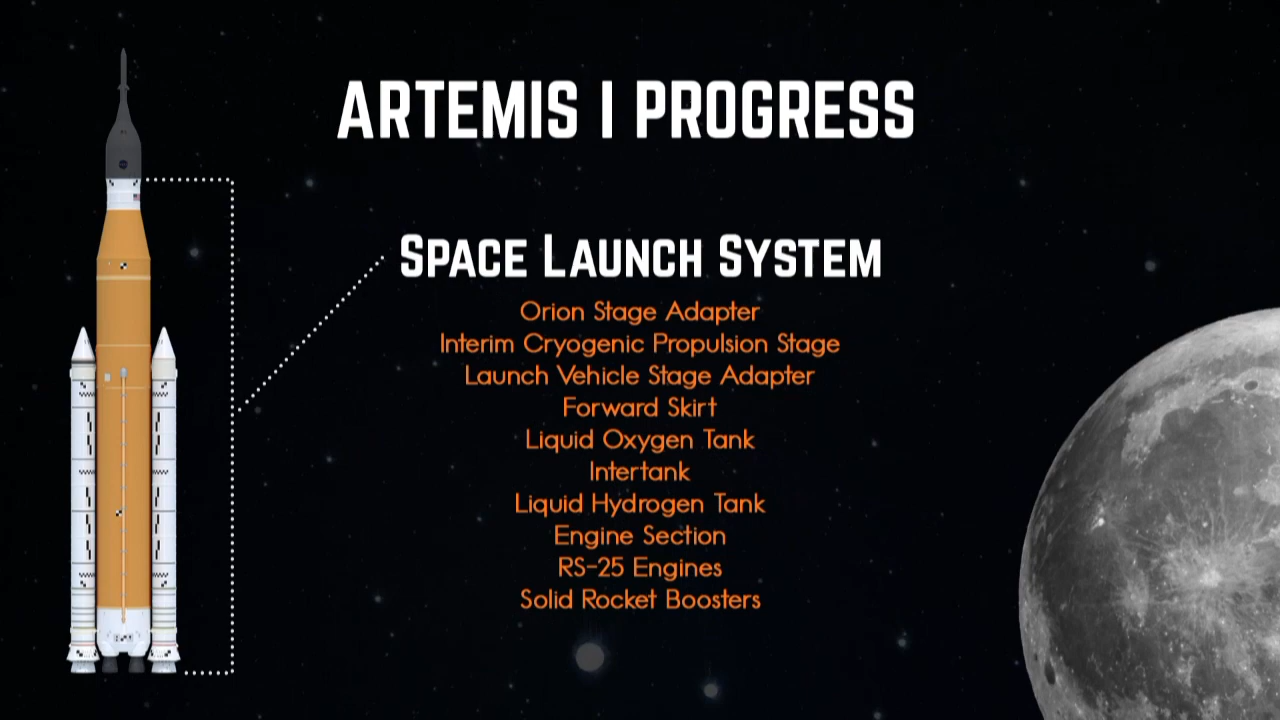 ARTEMIS I PROGRESS
SPACE LAUNCH SYSTEM
Orion Stage Adapter
Interim Cryogenic Propulsion Stage
Launch Vehicle Stage Adapter
Forward Skirt
Liquid Oxygen Tank
Intertank
Liquid Hydrogen Tank
Engine Section
RS-25 Engines
Solid Rocket Boosters